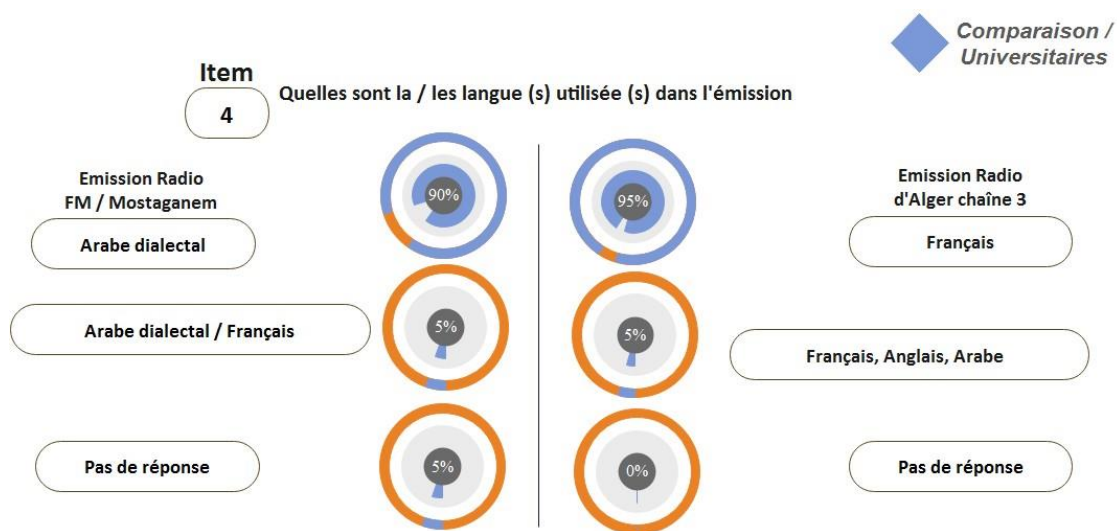 Comparaison /
Universitaires
Item
4
Quelles sont la / les langue (s) utilisée (s) dans l'émission
Emission Radio
FM / Mostaganem
Arabe dialectal
90%
Arabe dialectal / Français
5%
Pas de réponse
5%
Emission Radio
d'Alger chaîne 3
95%
Français
5%
Français, Anglais, Arabe
0%
Pas de réponse